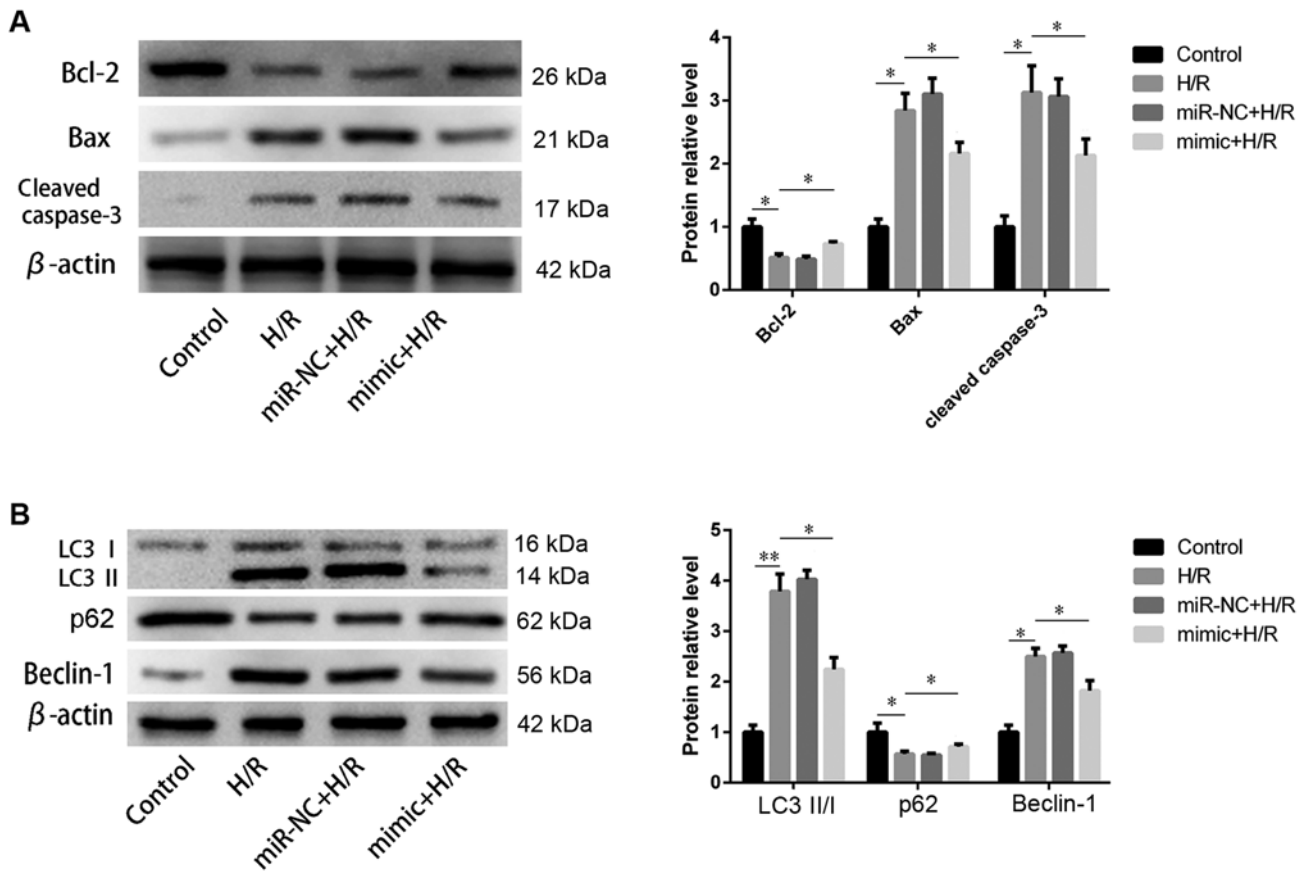 A
Bcl-2
26 kDa
Bax
21 kDa
Cleaved
caspase-3
17 kDa
β-actin
42 kDa
Control
H/R
miR-NC+H/R
mimic+H/R
Protein relative level
4
3
2
1
0
*
*
*
*
*
*
Bcl-2
Bax
cleaved caspase-3
Control
H/R
miR-NC+H/R
mimic+H/R
B
LC3 I
16 kDa
LC3 II
14 kDa
p62
62 kDa
Beclin-1
56 kDa
β-actin
42 kDa
Control
H/R
miR-NC+H/R
mimic+H/R
Protein relative level
5
4
3
2
1
0
**
*
*
*
*
*
LC3 II/I
p62
Beclin-1
Control
H/R
miR-NC+H/R
mimic+H/R